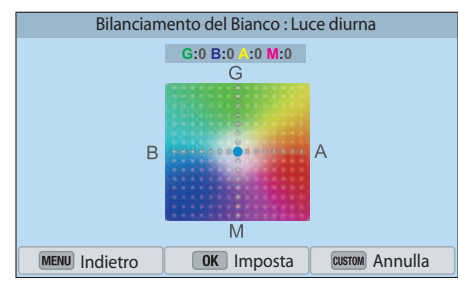 Bilanciamento del Bianco : Luce diurna
G:0 B:0 A:0 M:0
G
B A
M
MENU Indietro OK Imposta CUSTOM Annulla